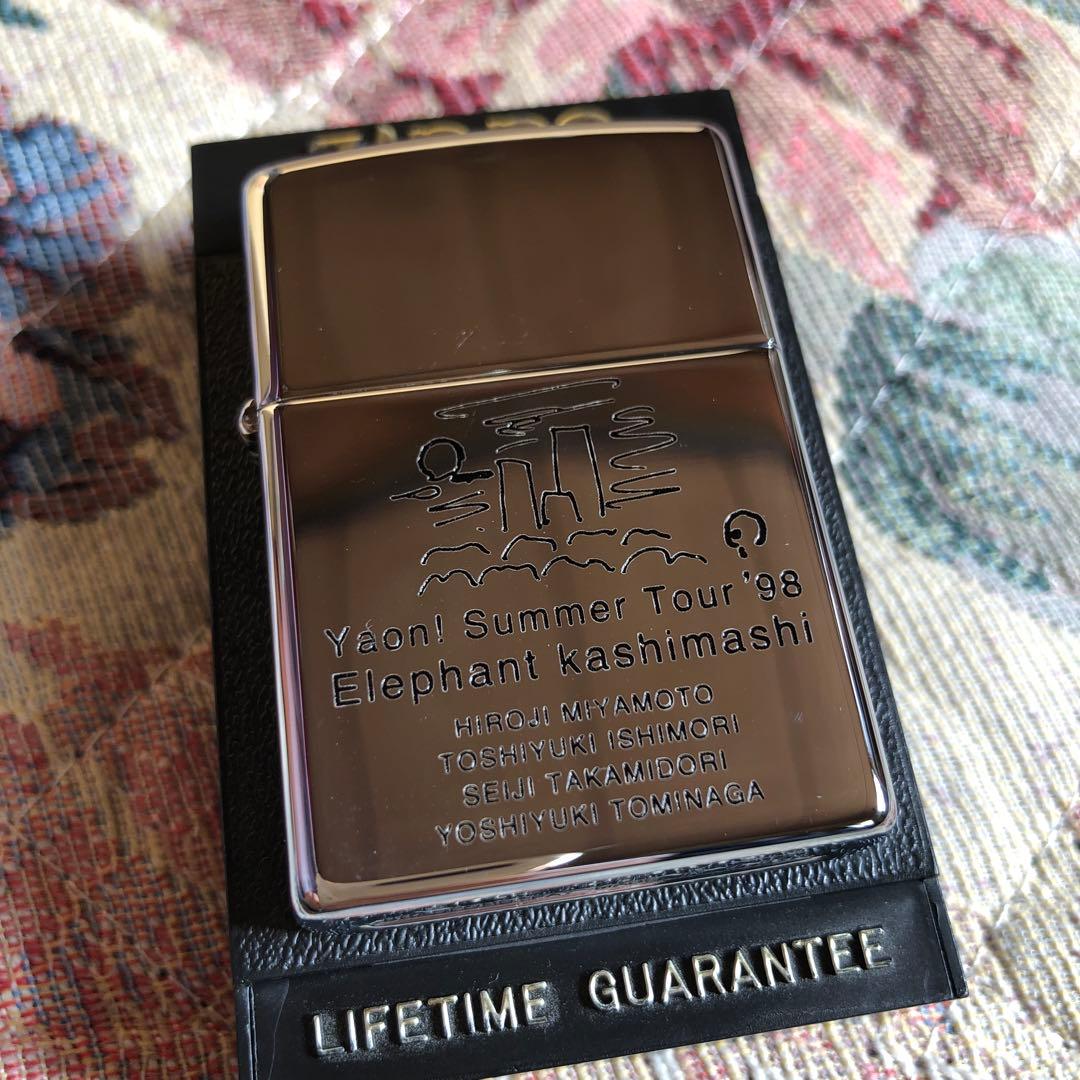 Yaon! Summer Tour '98
Elephant kashimashi
HIROJI MIYAMOTO
TOSHIYUKI ISHIMORI
SEIJI TAKAMIDORI
YOSHIYUKI TOMINAGA
LIFETIME GUARANTEE